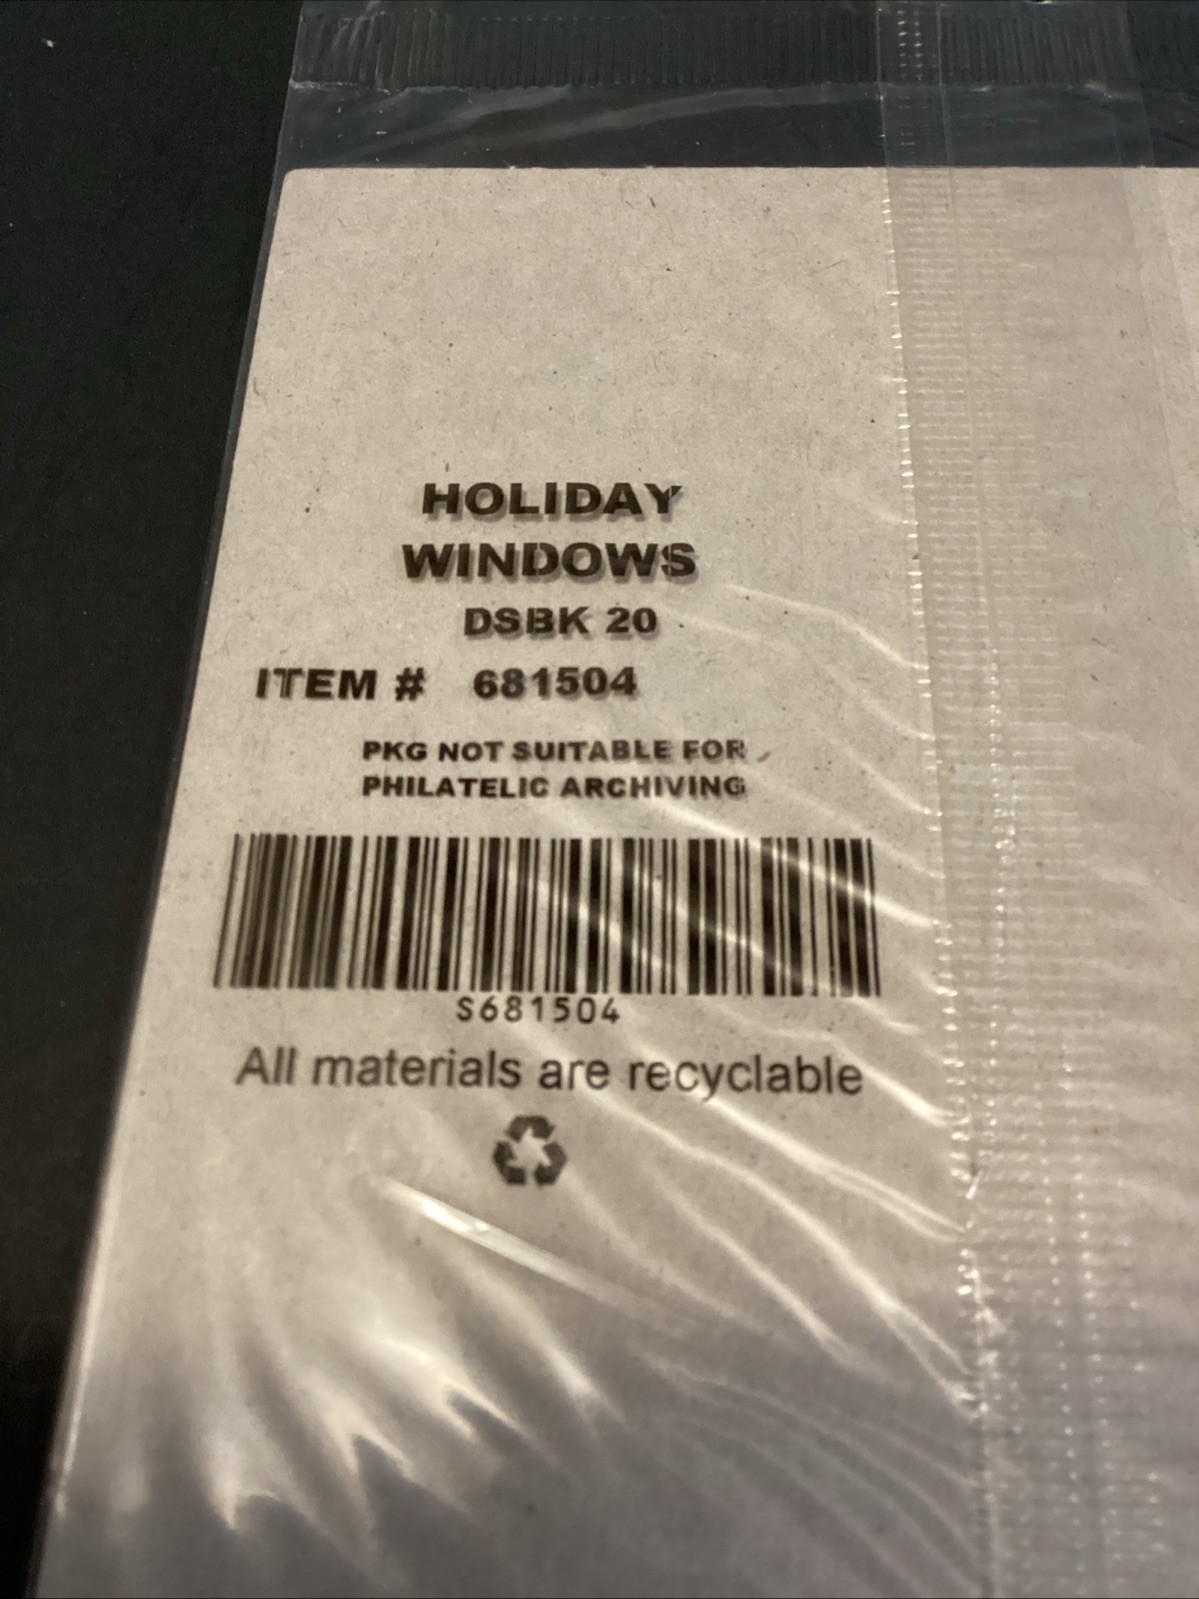 HOLIDAY
WINDOWS
DSBK 20
ITEM # 681504
PKG NOT SUITABLE FOR
PHILATELIC ARCHIVING
S681504
All materials are recyclable